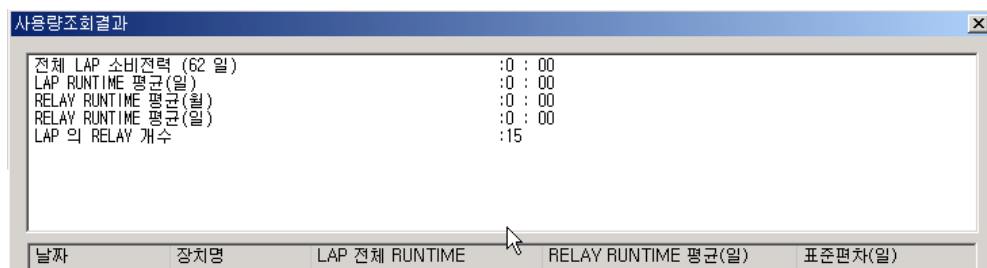 사용량조회결과
전체 LAP 소비전력 (62 일) :0 : 00
LAP RUNTIME 평균(일) :0 : 00
RELAY RUNTIME 평균(월) :0 : 00
RELAY RUNTIME 평균(일) :0 : 00
LAP 의 RELAY 개수 :15
날짜 장치명 LAP 전체 RUNTIME RELAY RUNTIME 평균(일) 표준편차(일)